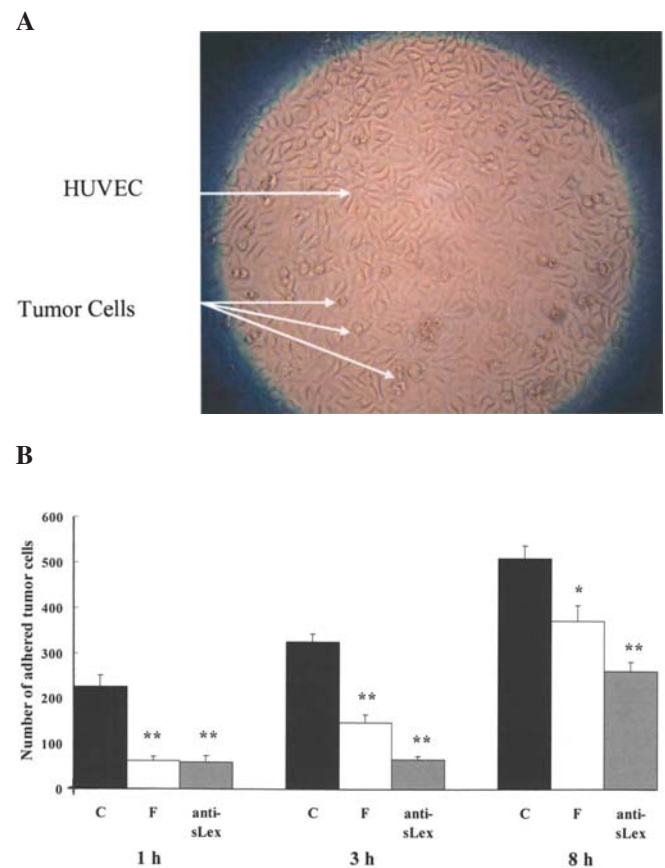 A
HUVEC
Tumor Cells
B
Number of adhered tumor cells
600
500
400
300
200
100
0
** **
** **
* **
C F anti-sLex C F anti-sLex C F anti-sLex
1 h 3 h 8 h